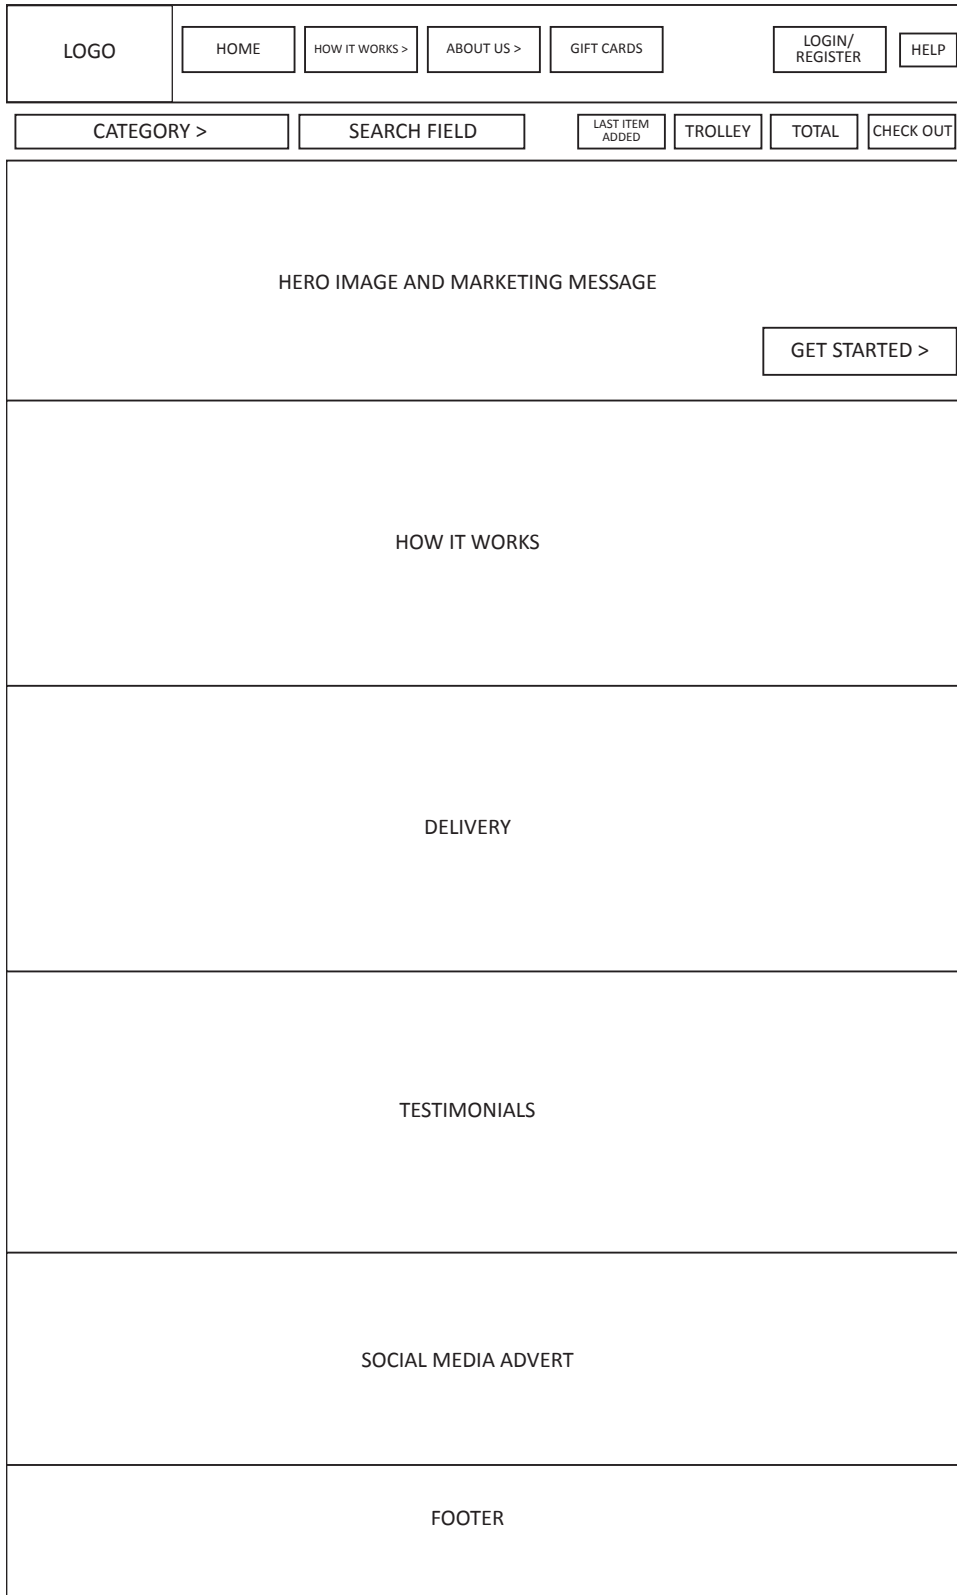 LOGO
HOME
HOW IT WORKS >
ABOUT US >
GIFT CARDS
LOGIN/
REGISTER
HELP
CATEGORY >
SEARCH FIELD
LAST ITEM
ADDED
TROLLEY
TOTAL
CHECK OUT
HERO IMAGE AND MARKETING MESSAGE
GET STARTED >
HOW IT WORKS
DELIVERY
TESTIMONIALS
SOCIAL MEDIA ADVERT
FOOTER